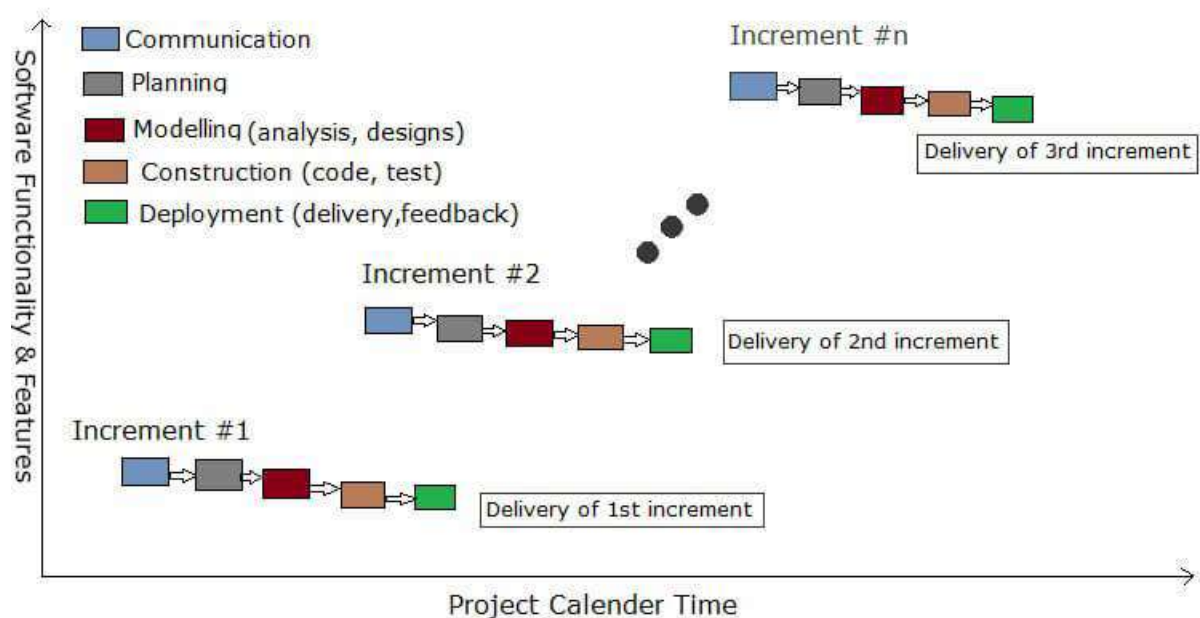 Software Functionality & Features
Communication
Planning
Modelling (analysis, designs)
Construction (code, test)
Deployment (delivery,feedback)
Increment #n
Delivery of 3rd increment
Increment #2
Delivery of 2nd increment
Increment #1
Delivery of 1st increment
Project Calender Time